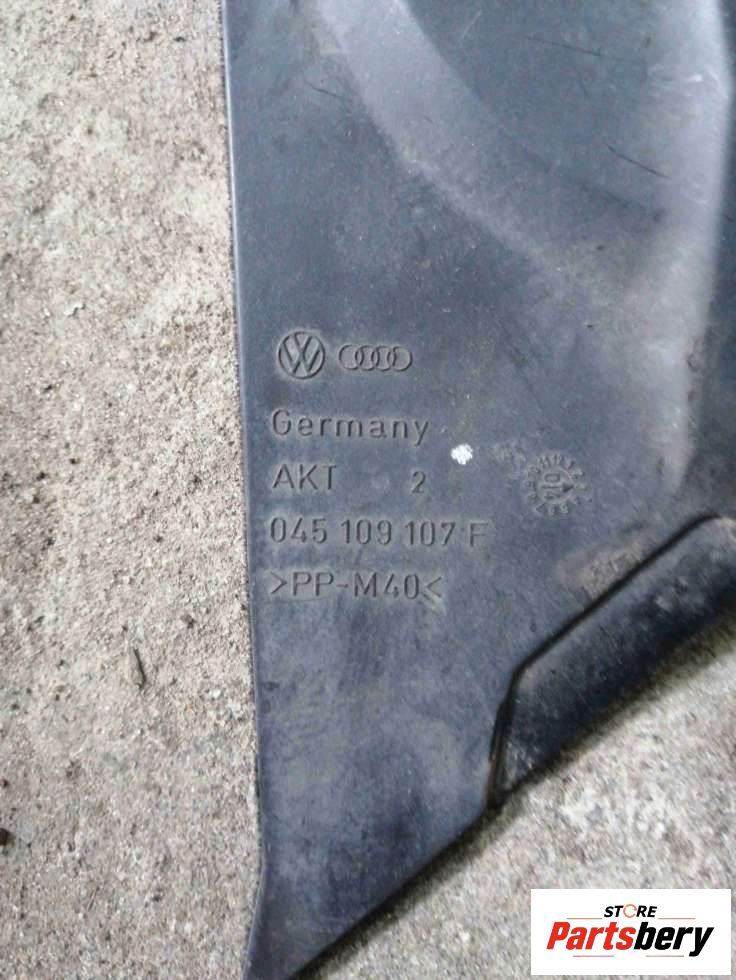 Germany
AKT 2
045 109 107 F
>PP-M40<
STORE
Partsbery